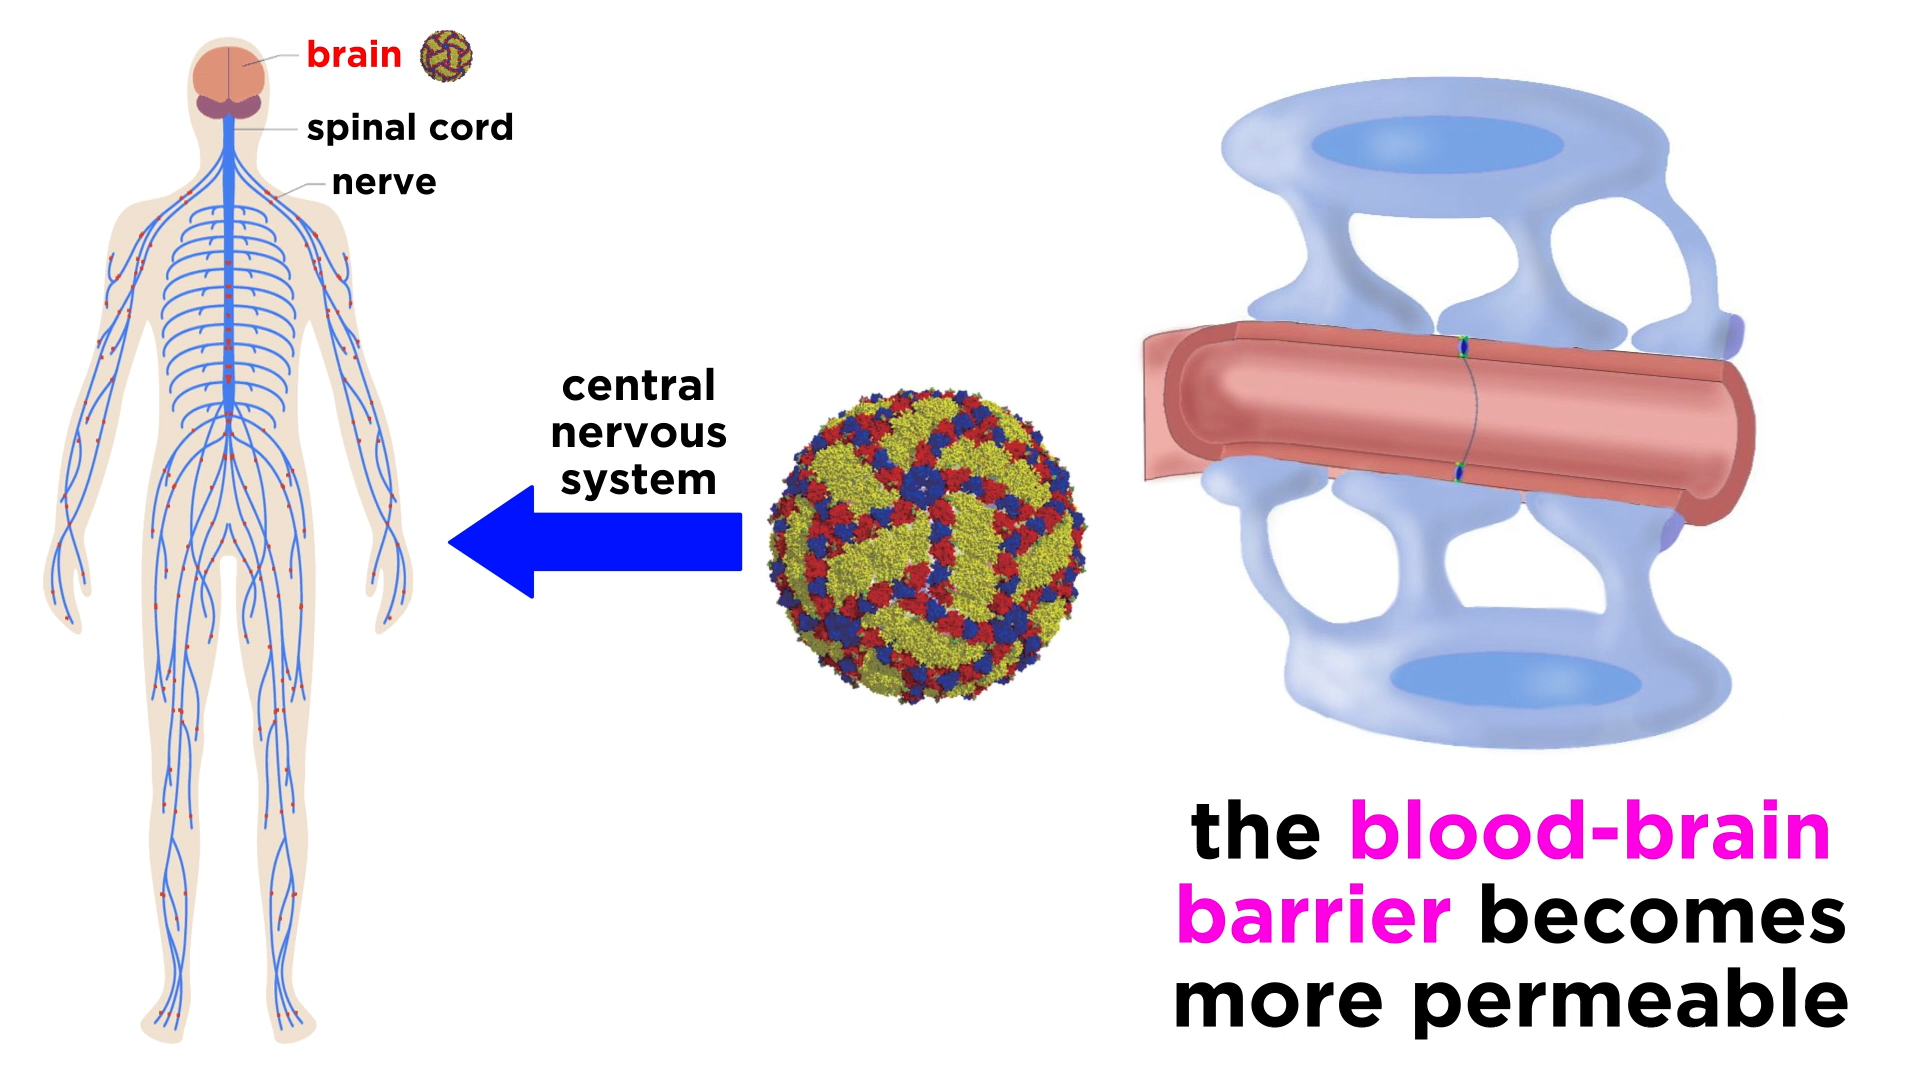 brain
spinal cord
nerve
central
nervous
system
the blood-brain
barrier becomes
more permeable